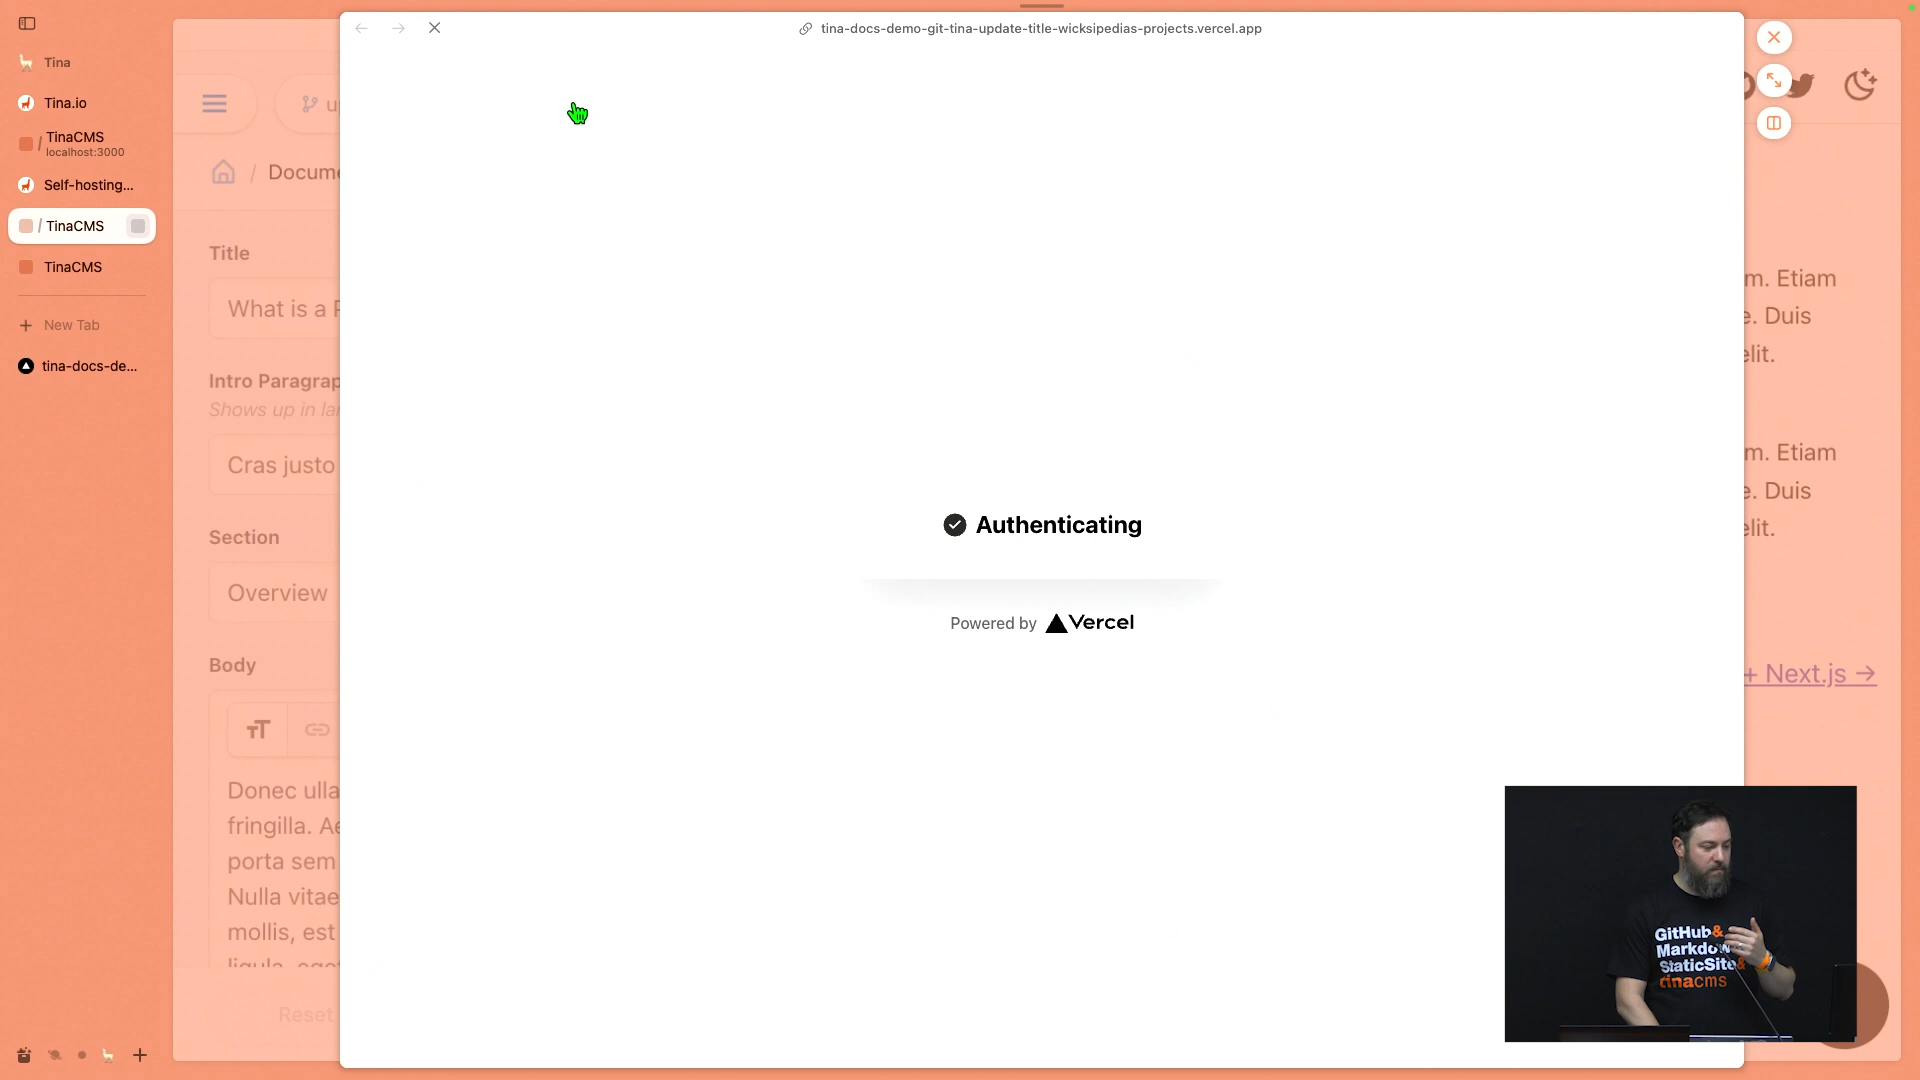 tina-docs-demo-git-tina-update-title-wicksipedias-projects.vercel.app
Tina
Tina.io
/ TinaCMS
localhost:3000
Self-hosting...
/ TinaCMS
TinaCMS
New Tab
tina-docs-de...
/ Docume
Title
What is a
Intro Paragrap
Shows up in
Cras justo
Section
Overview
Body
TT
Donec ulla
fringilla.
porta sem
Nulla vitae
mollis, est
Reset
Authenticating
Powered by Vercel
m. Etiam
e. Duis
elit.
m. Etiam
e. Duis
elit.
+ Next.js →
GitHub&
Markdow
StaticSite&
tinacms